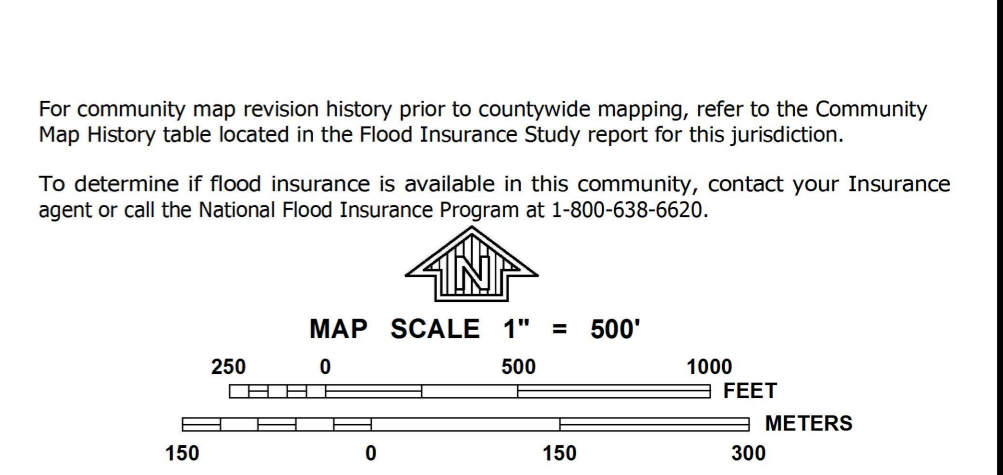 For community map revision history prior to countywide mapping, refer to the Community
Map History table located in the Flood Insurance Study report for this jurisdiction.
To determine if flood insurance is available in this community, contact your Insurance
agent or call the National Flood Insurance Program at 1-800-638-6620.
N
MAP SCALE 1" = 500'
250 0 500 1000
FEET
METERS
150 0 150 300